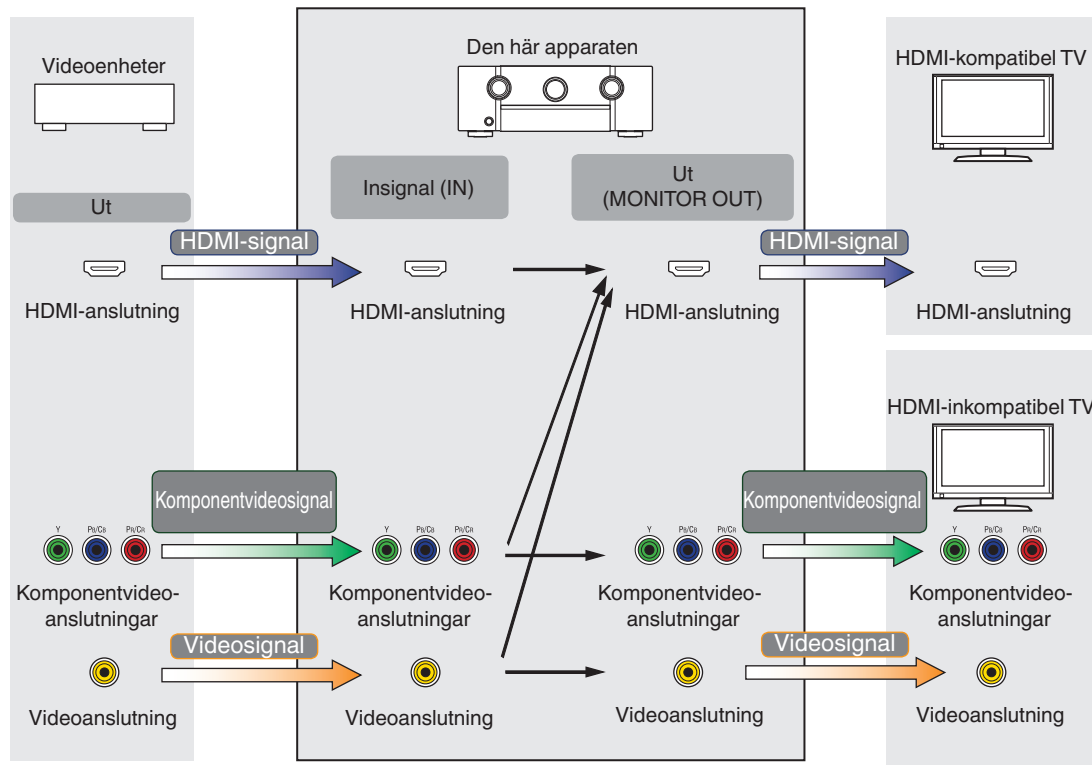 Videoenheter
Den här apparaten
HDMI-kompatibel TV
Ut
Insignal (IN)
Ut
(MONITOR OUT)
HDMI-signal
HDMI-signal
HDMI-anslutning
HDMI-anslutning
HDMI-anslutning
HDMI-anslutning
HDMI-inkompatibel TV
Komponentvideosignal
Komponentvideosignal
Y PB/CB PR/CR
Y PB/CB PR/CR
Y PB/CB PR/CR
Y PB/CB PR/CR
Komponentvideo-
anslutningar
Komponentvideo-
anslutningar
Komponentvideo-
anslutningar
Komponentvideo-
anslutningar
Videosignal
Videosignal
Videoanslutning
Videoanslutning
Videoanslutning
Videoanslutning